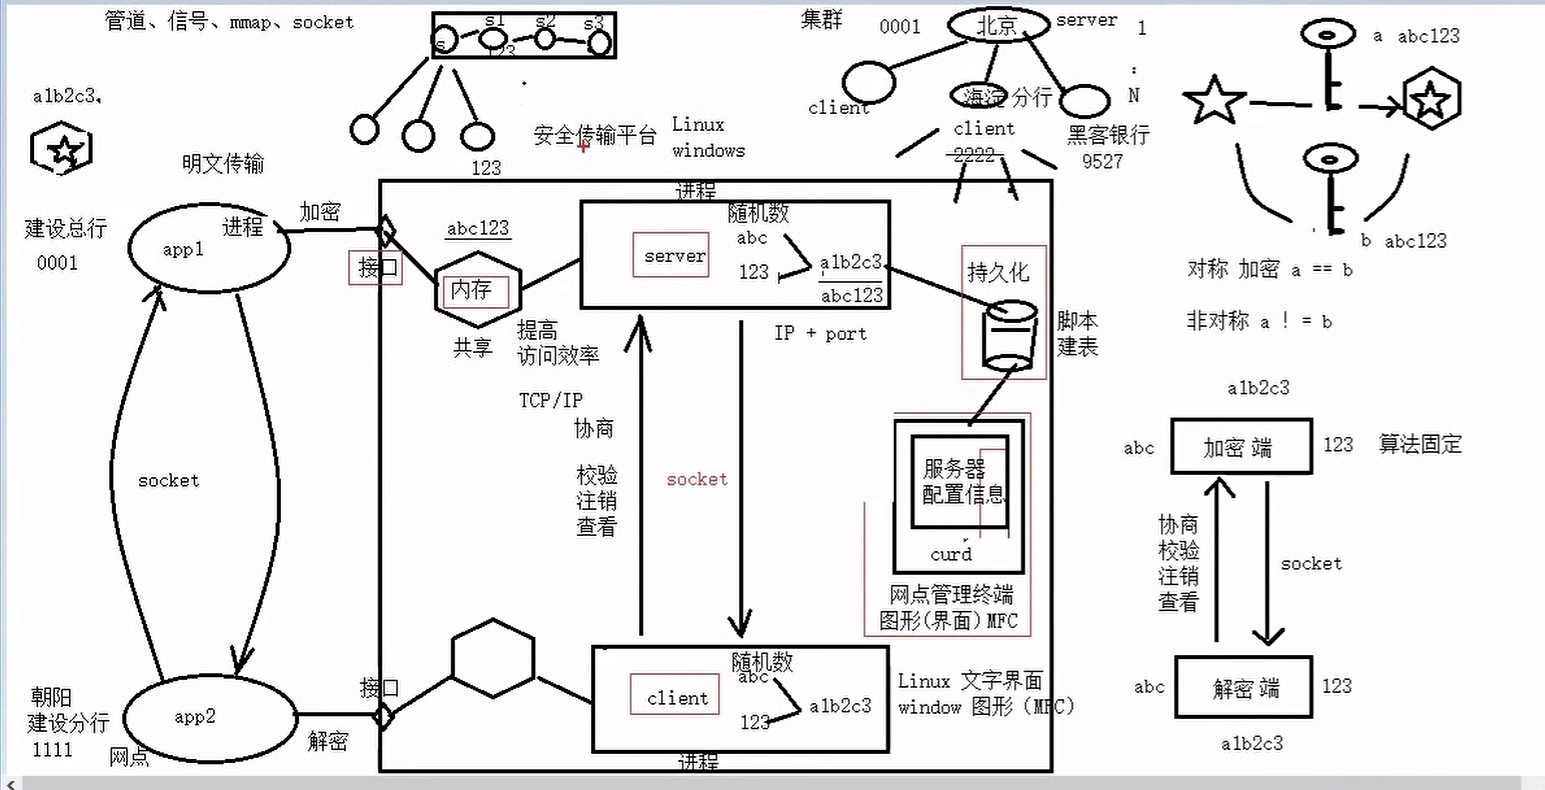 管道、信号、mmap、socket
s1 s2 s3
s
123
集群
0001
北京
server
1
:
N
client
海淀 分行
client
2222
黑客银行
9527
a abc123
b abc123
对称 加密 a == b
非对称 a ! = b
a1b2c3.
明文传输
123
安全传输平台
Linux
windows
建设总行
0001
app1
进程
加密
接口
abc123
内存
共享
提高
访问效率
进程
server
随机数
abc
123
a1b2c3
abc123
IP + port
持久化
脚本
建表
TCP/IP
协商
校验
注销
查看
socket
socket
服务器
配置信息
curd
网点管理终端
图形(界面)MFC
a1b2c3
abc
加密 端
123
算法固定
协商
校验
注销
查看
socket
abc
解密 端
123
a1b2c3
朝阳
建设分行
1111
网点
app2
接口
解密
client
随机数
abc
123
a1b2c3
进程
Linux 文字界面
window 图形（MFC）